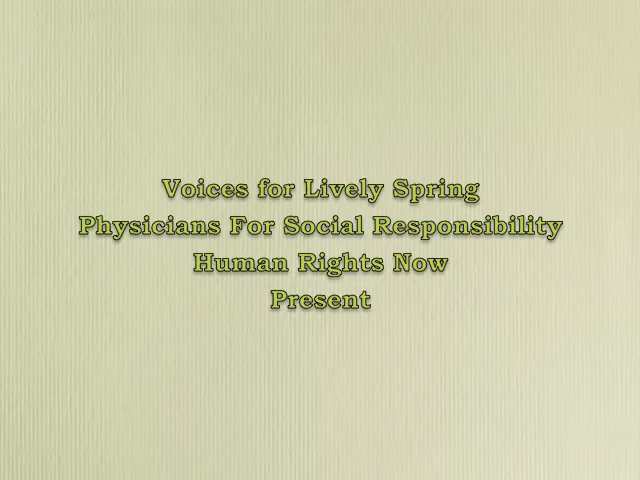 Voices for Lively Spring
Physicians For Social Responsibility
Human Rights Now
Present